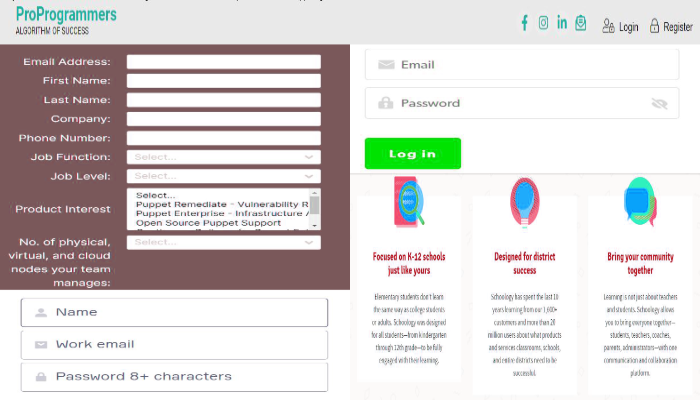 ProProgrammers
ALGORITHM OF SUCCESS
Login
Register
Email Address:
First Name:
Last Name:
Company:
Phone Number:
Job Function:
Select...
Job Level:
Select...
Product Interest
Select...
Puppet Remediate - Vulnerability R
Puppet Enterprise - Infrastructure
Open Source Puppet Support
No. of physical,
virtual, and cloud
nodes your team
manages:
Select...
Name
Work email
Password 8+ characters
Email
Password
Log in
Focused on K-12 schools
just like yours
Elementary students don't learn
the same way as college students
or adults. Schoology was designed
for all students—from kindergarten
through 12th grade—to be fully
engaged with their learning.
Designed for district
success
Schoology has spent the last 10
years learning from our 1,600+
customers and more than 20
million users about what products
and services classrooms, schools,
and entire districts need to be
successful.
Bring your community
together
Learning is not just about teachers
and students. Schoology allows
you to bring everyone together—
students, teachers, coaches,
parents, administrators—with one
communication and collaboration
platform.